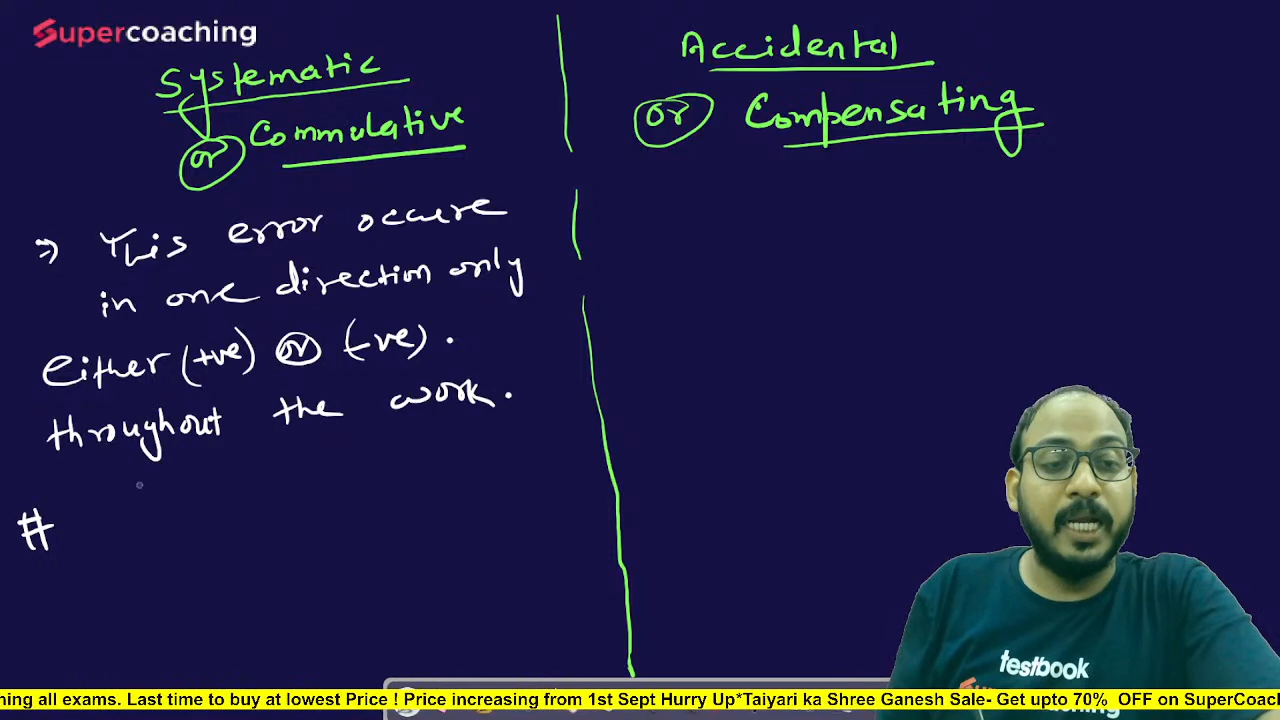 Supercoaching
Systematic
or Commulative
Accidental
or Compensating
⇒ This error occure
in one direction only
either (+ve) or (-ve).
throughout the work.
#
testbook
ning all exams. Last time to buy at lowest Price ! Price increasing from 1st Sept Hurry Up*Taiyari ka Shree Ganesh Sale- Get upto 70% OFF on SuperCoac